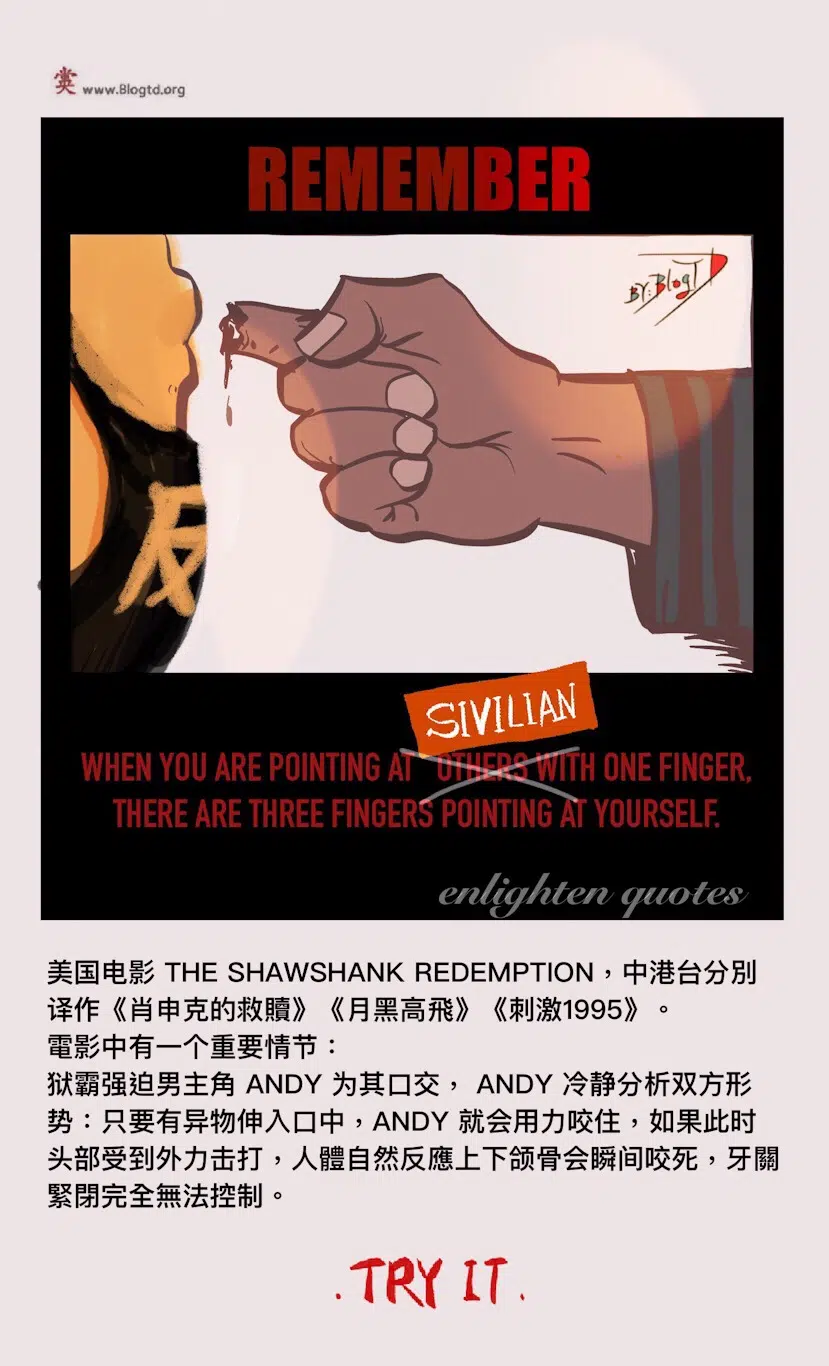 黨 www.Blogtd.org
REMEMBER
BY:BlogTD
反
SIVILIAN
WHEN YOU ARE POINTING AT OTHERS WITH ONE FINGER,
THERE ARE THREE FINGERS POINTING AT YOURSELF.
enlighten quotes
美国电影 THE SHAWSHANK REDEMPTION，中港台分別
译作《肖申克的救贖》《月黑高飛》《刺激1995》。
電影中有一个重要情节：
狱霸强迫男主角 ANDY 为其口交， ANDY 冷静分析双方形
势：只要有异物伸入口中，ANDY 就会用力咬住，如果此时
头部受到外力击打，人體自然反應上下颌骨会瞬间咬死，牙關
緊閉完全無法控制。
.TRY IT.